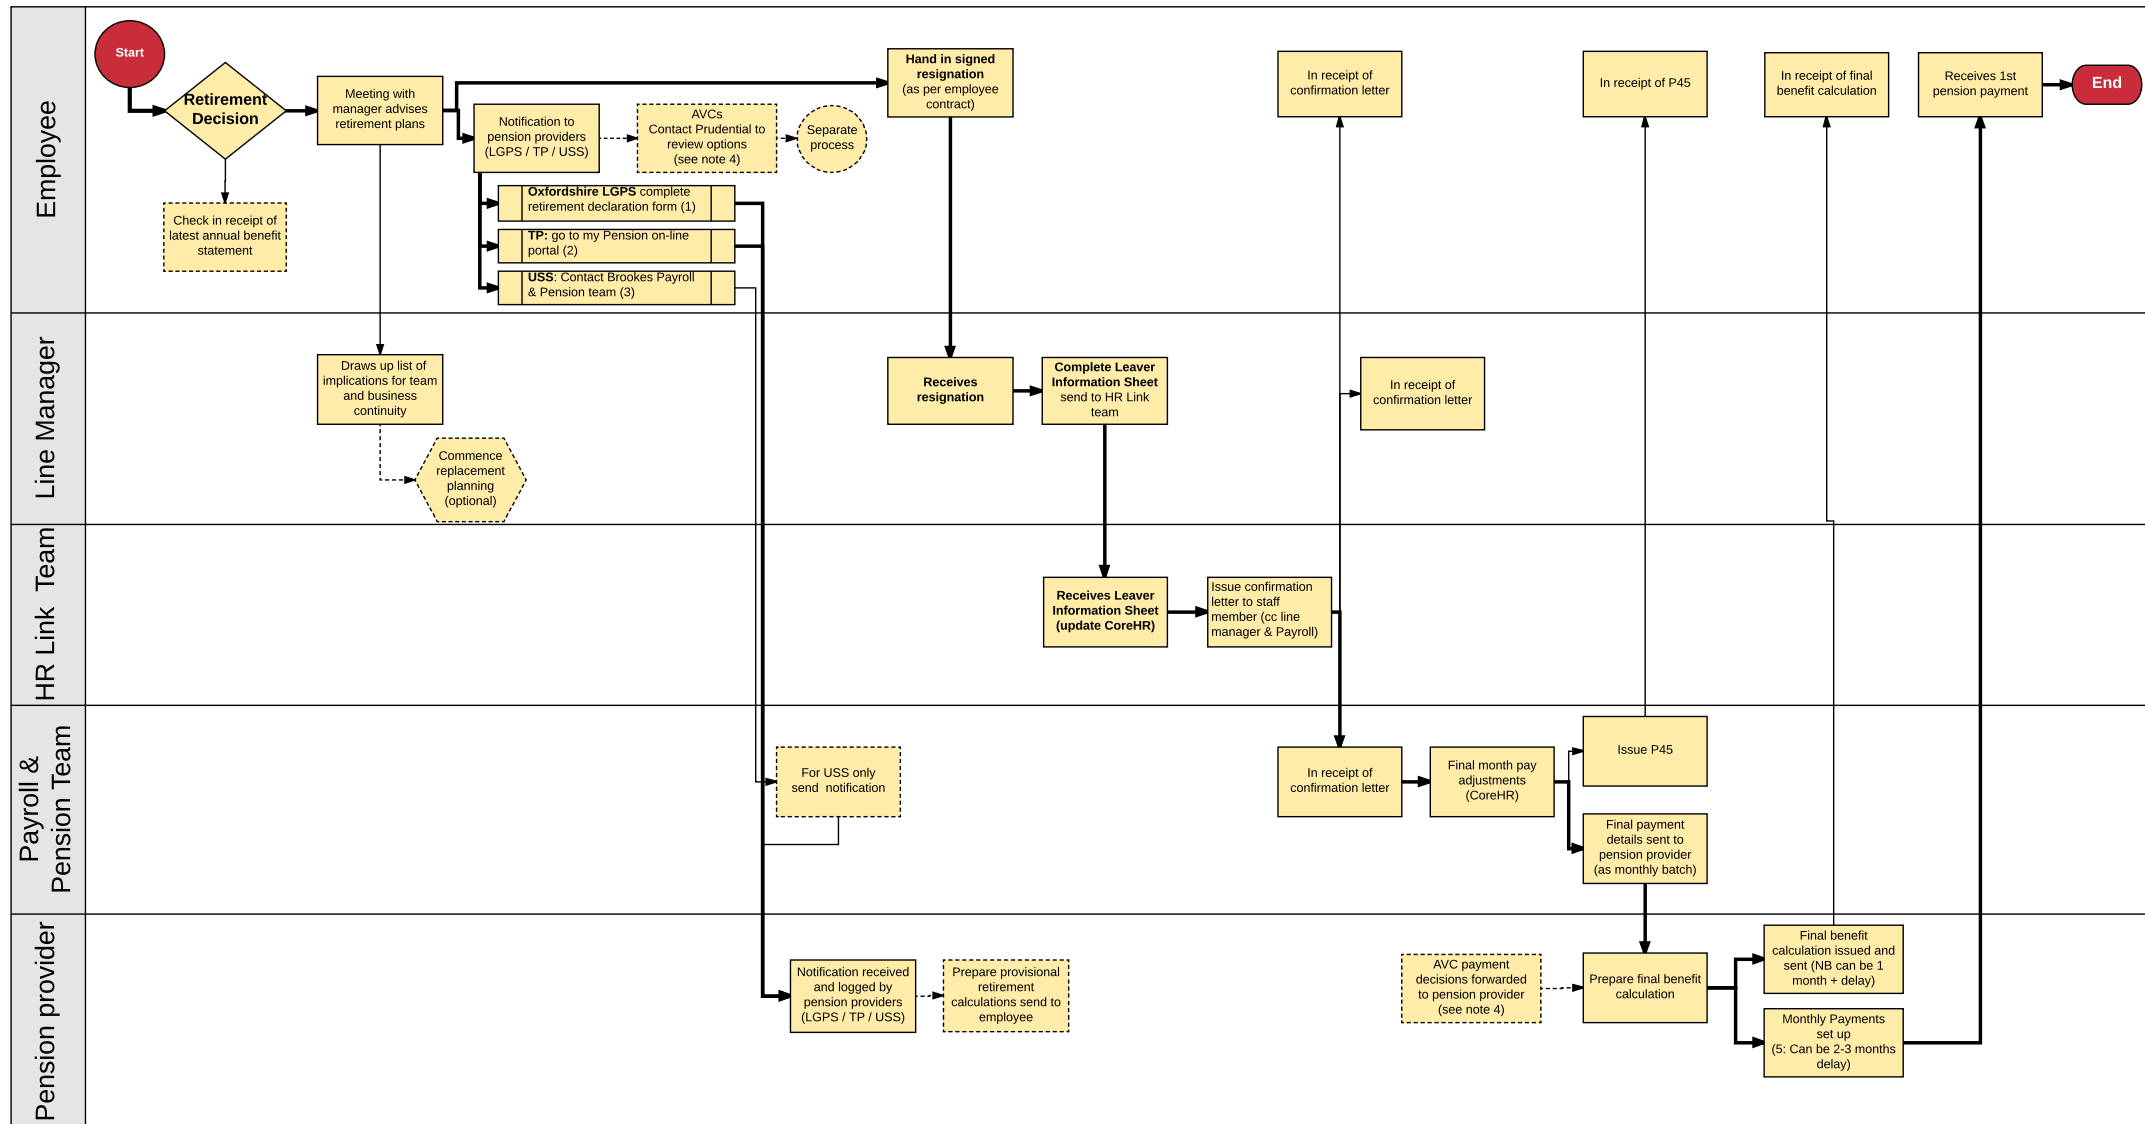 Employee
Start
Retirement
Decision
Check in receipt of
latest annual benefit
statement
Meeting with
manager advises
retirement plans
Notification to
pension providers
(LGPS / TP / USS)
AVCs
Contact Prudential to
review options
(see note 4)
Separate
process
Oxfordshire LGPS complete
retirement declaration form (1)
TP: go to my Pension on-line
portal (2)
USS: Contact Brookes Payroll
& Pension team (3)
Hand in signed
resignation
(as per employee
contract)
In receipt of
confirmation letter
In receipt of P45
In receipt of final
benefit calculation
Receives 1st
pension payment
End
Line Manager
Draws up list of
implications for team
and business
continuity
Commence
replacement
planning
(optional)
Receives
resignation
Complete Leaver
Information Sheet
send to HR Link
team
In receipt of
confirmation letter
HR Link Team
Receives Leaver
Information Sheet
(update CoreHR)
Issue confirmation
letter to staff
member (cc line
manager & Payroll)
Payroll &
Pension Team
For USS only
send notification
In receipt of
confirmation letter
Final month pay
adjustments
(CoreHR)
Issue P45
Final payment
details sent to
pension provider
(as monthly batch)
Pension provider
Notification received
and logged by
pension providers
(LGPS / TP / USS)
Prepare provisional
retirement
calculations send to
employee
AVC payment
decisions forwarded
to pension provider
(see note 4)
Prepare final benefit
calculation
Final benefit
calculation issued and
sent (NB can be 1
month + delay)
Monthly Payments
set up
(5: Can be 2-3 months
delay)